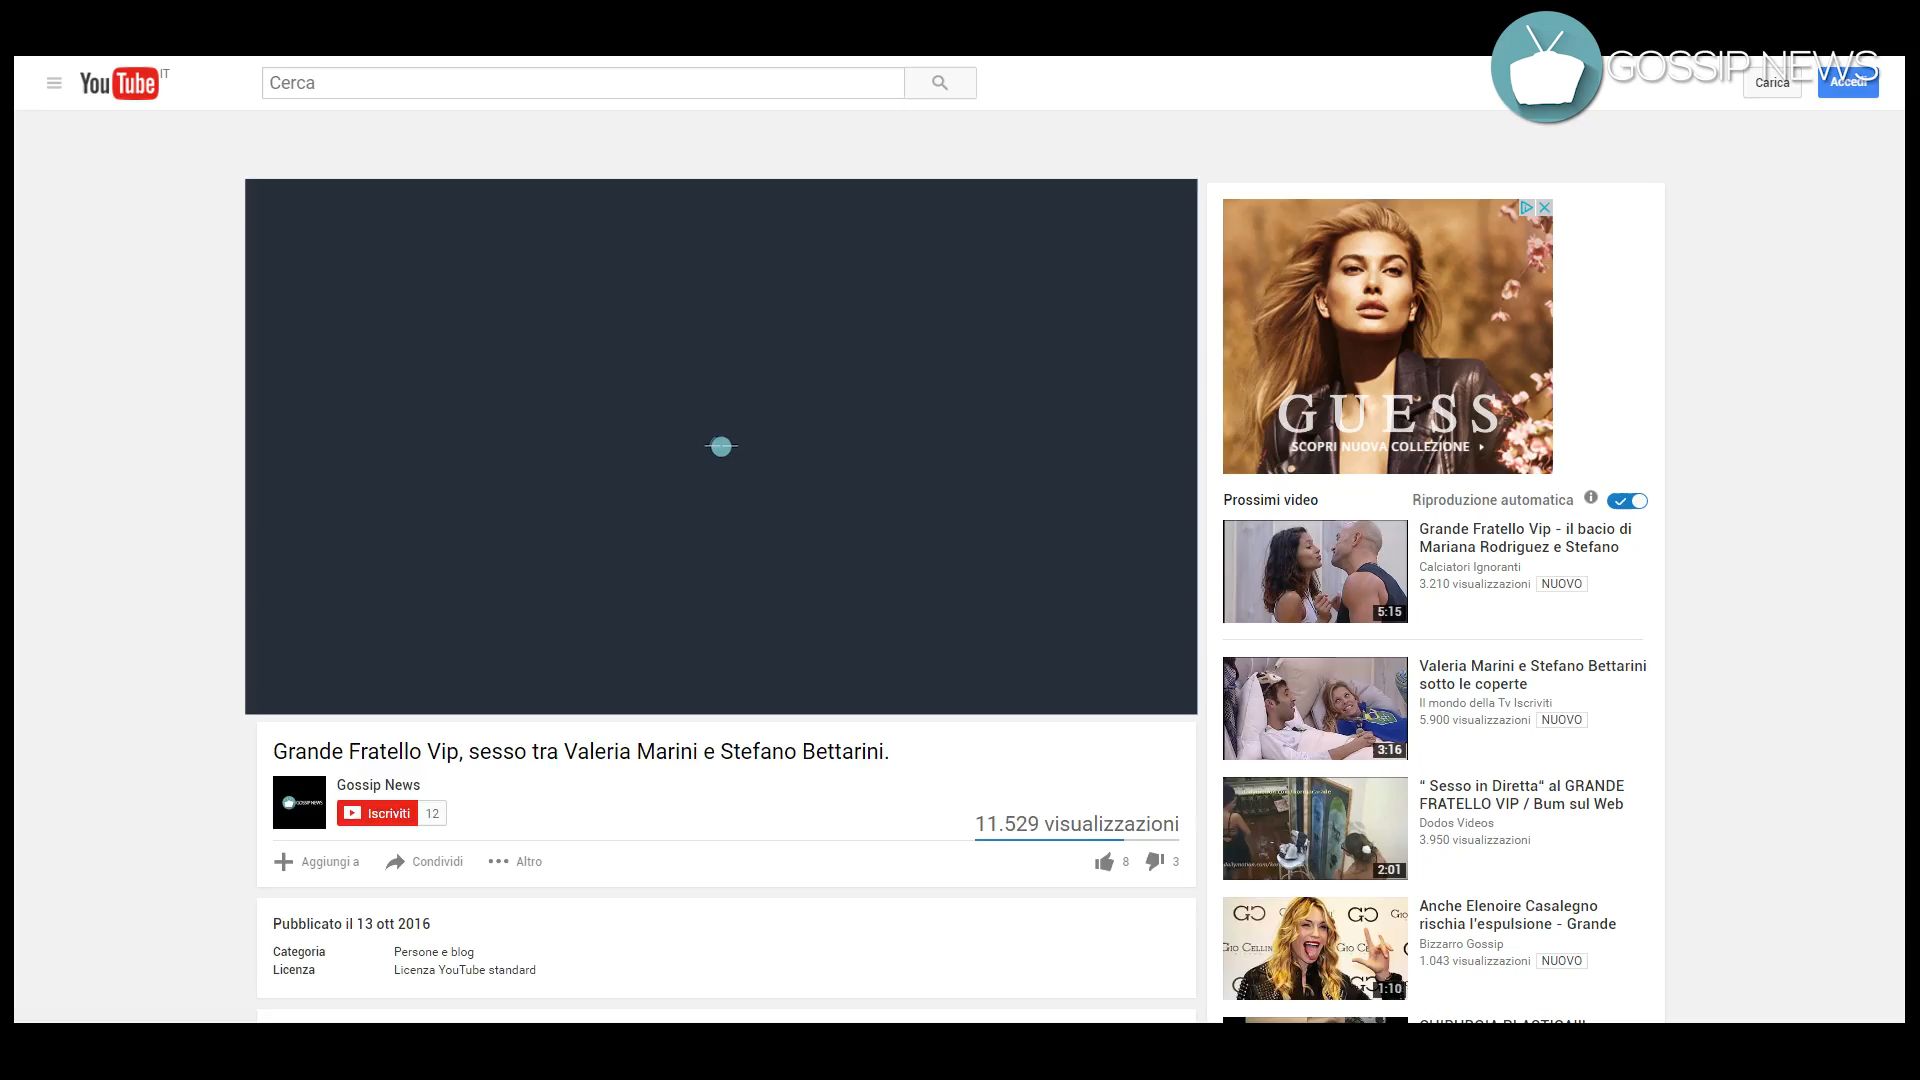 GOSSIP NEWS
YouTube IT
Cerca
Carica
Accedi
GUESS
SCOPRI NUOVA COLLEZIONE
Prossimi video
Riproduzione automatica
Grande Fratello Vip - il bacio di
Mariana Rodriguez e Stefano
Calciatori Ignoranti
3.210 visualizzazioni NUOVO
5:15
Valeria Marini e Stefano Bettarini
sotto le coperte
Il mondo della Tv Iscriviti
5.900 visualizzazioni NUOVO
3:16
“ Sesso in Diretta“ al GRANDE
FRATELLO VIP / Bum sul Web
Dodos Videos
3.950 visualizzazioni
2:01
Anche Elenoire Casalegno
rischia l'espulsione - Grande
Bizzarro Gossip
1.043 visualizzazioni NUOVO
1:10
Grande Fratello Vip, sesso tra Valeria Marini e Stefano Bettarini.
Gossip News
Iscriviti 12
11.529 visualizzazioni
Aggiungi a Condividi Altro
8 3
Pubblicato il 13 ott 2016
Categoria Persone e blog
Licenza Licenza YouTube standard